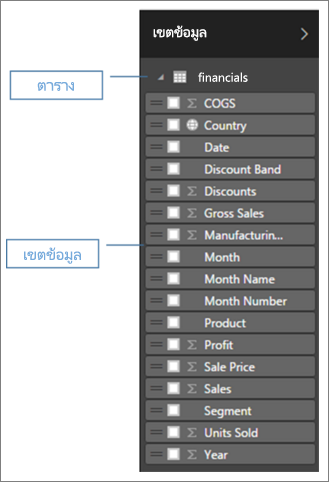 เขตข้อมูล
ตาราง
financials
COGS
Country
Date
Discount Band
Discounts
Gross Sales
เขตข้อมูล
Manufacturin...
Month
Month Name
Month Number
Product
Profit
Sale Price
Sales
Segment
Units Sold
Year